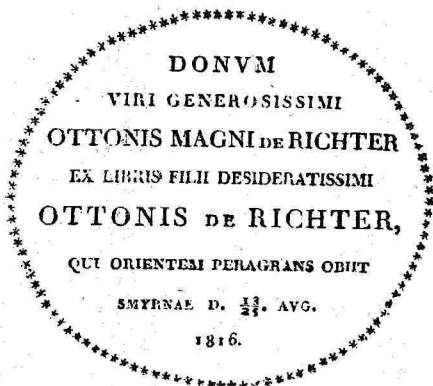 DONVM
VIRI GENEROSISSIMI
OTTONIS MAGNI DE RICHTER
EX LIBRIS FILII DESIDERATISSIMI
OTTONIS DE RICHTER,
QUI ORIENTEM PERAGRANS OBIIT
SMYRNAE D. 13/25. AVG.
1816.